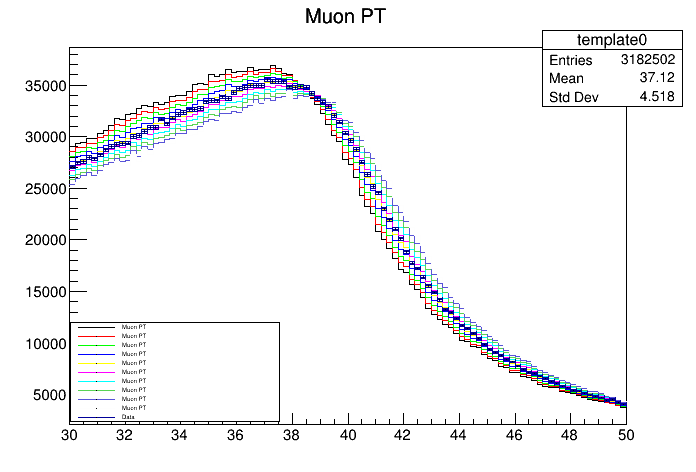 Muon PT
template0
Entries 3182502
Mean 37.12
Std Dev 4.518
35000
30000
25000
20000
15000
10000
5000
Muon PT
Muon PT
Muon PT
Muon PT
Muon PT
Muon PT
Muon PT
Muon PT
Muon PT
Muon PT
Data
30 32 34 36 38 40 42 44 46 48 50